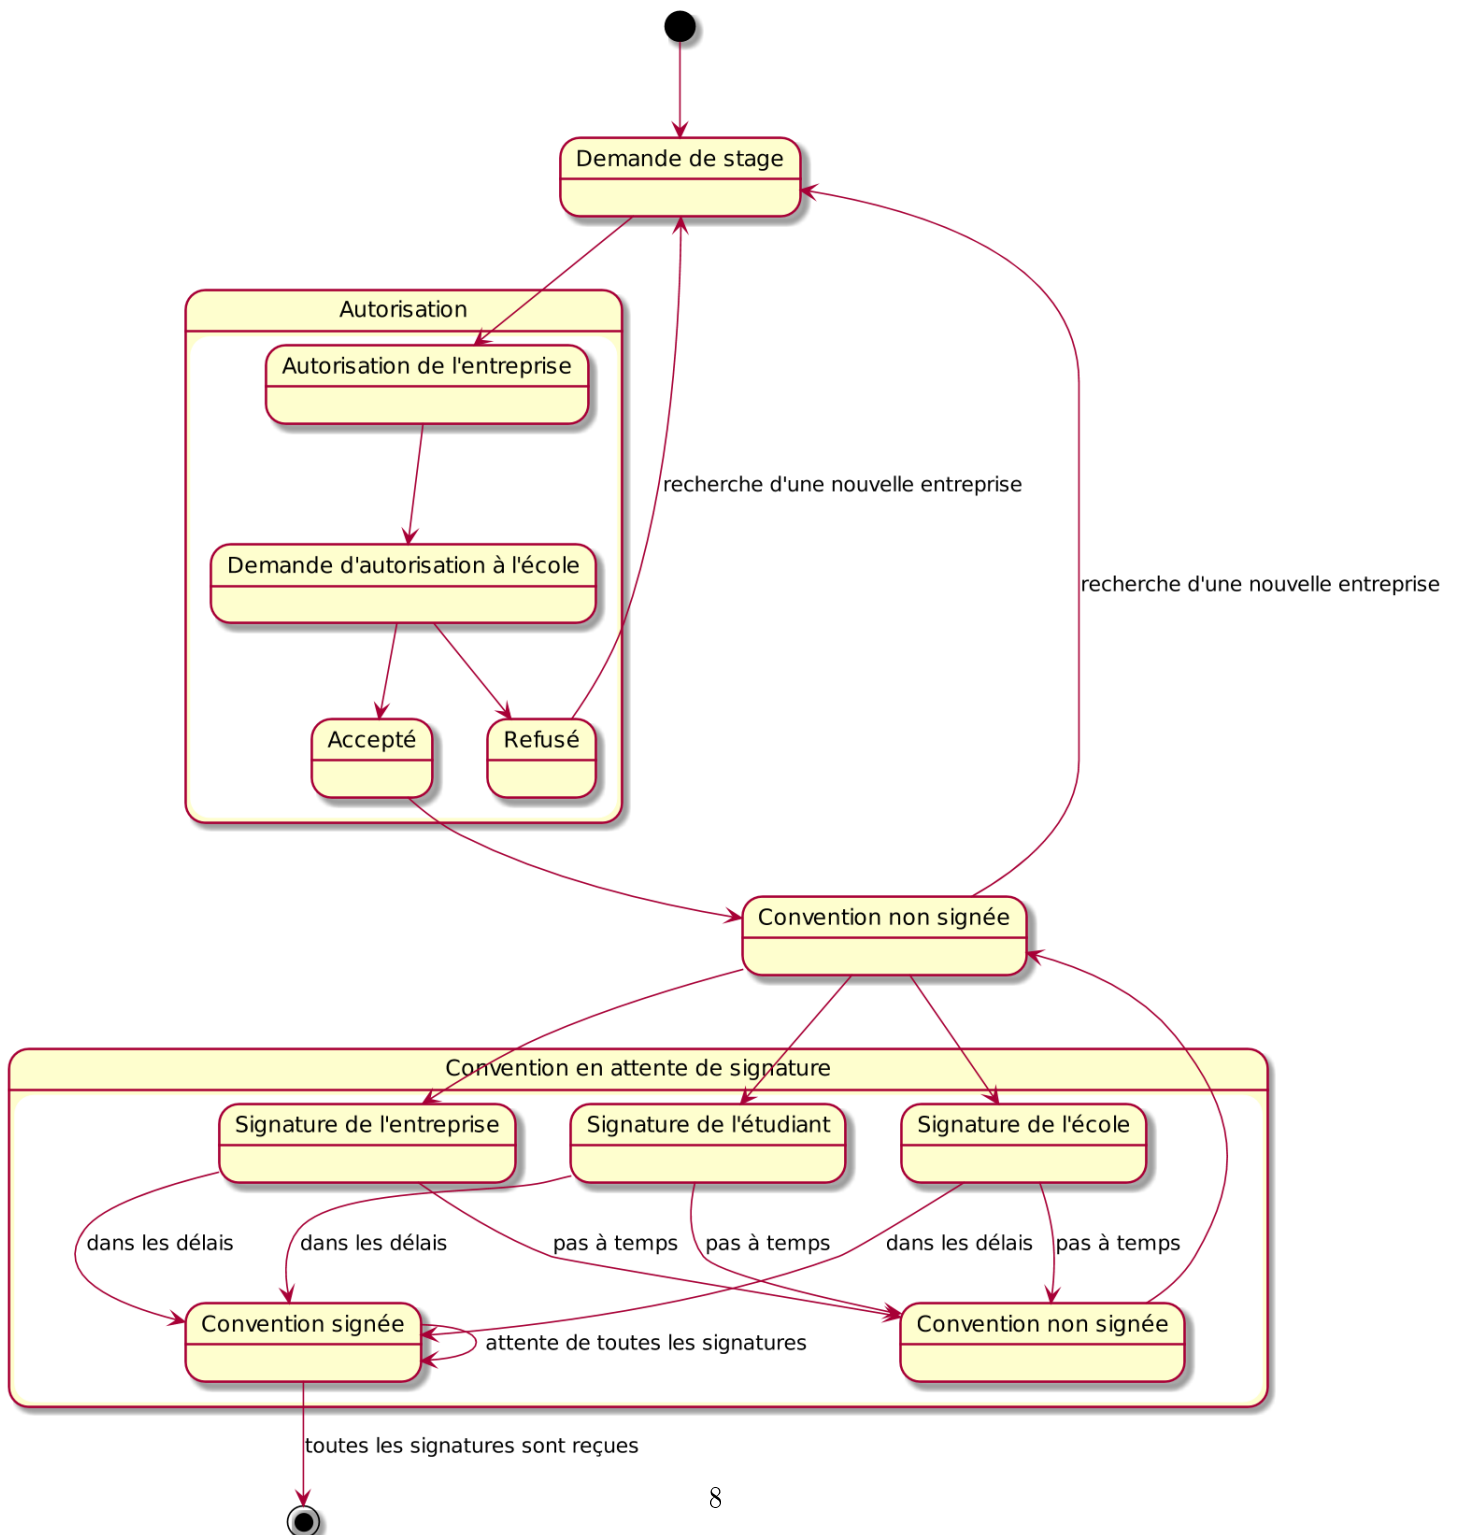 Demande de stage
Autorisation
Autorisation de l'entreprise
recherche d'une nouvelle entreprise
Demande d'autorisation à l'école
recherche d'une nouvelle entreprise
Accepté
Refusé
Convention non signée
Convention en attente de signature
Signature de l'entreprise
Signature de l'étudiant
Signature de l'école
dans les délais
dans les délais
pas à temps
pas à temps
dans les délais
pas à temps
Convention signée
Convention non signée
attente de toutes les signatures
toutes les signatures sont reçues
8